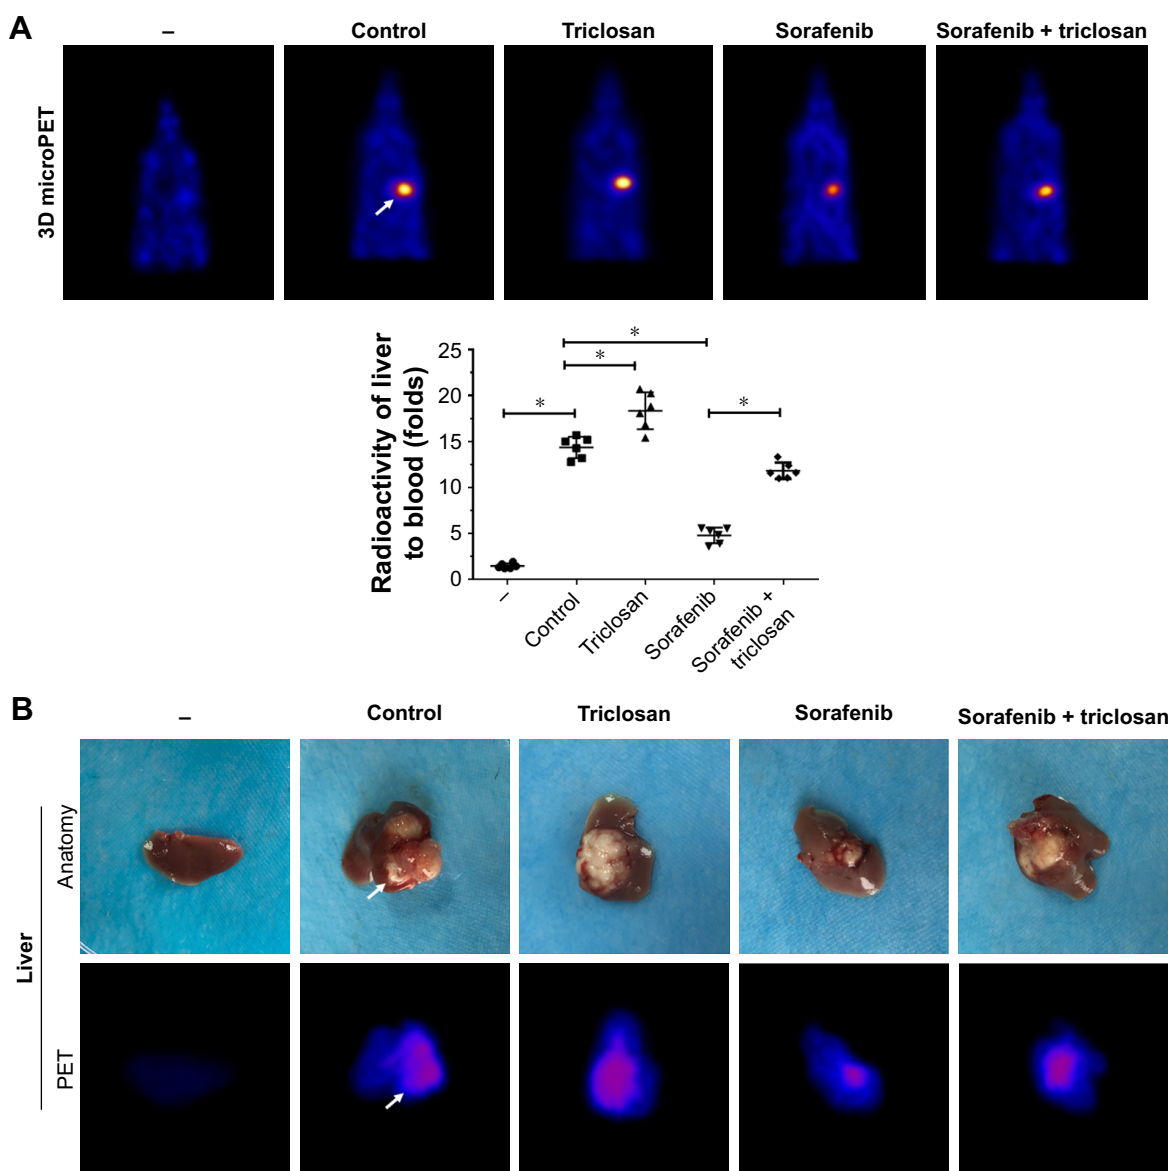 A
– Control Triclosan Sorafenib Sorafenib + triclosan
3D microPET
Radioactivity of liver
to blood (folds)
25
20
15
10
5
0
*
*
*
*
–
Control
Triclosan
Sorafenib
Sorafenib +
triclosan
B
– Control Triclosan Sorafenib Sorafenib + triclosan
Liver
Anatomy
PET